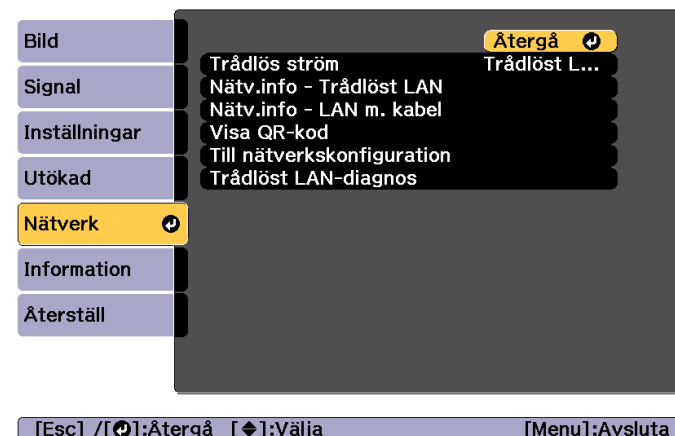 Bild
Signal
Inställningar
Utökad
Nätverk
Information
Återställ
Återgå
Trådlös ström Trådlöst L...
Nätv.info - Trådlöst LAN
Nätv.info - LAN m. kabel
Visa QR-kod
Till nätverkskonfiguration
Trådlöst LAN-diagnos
[Esc] /[ ]:Återgå [ ]:Välja [Menu]:Avsluta